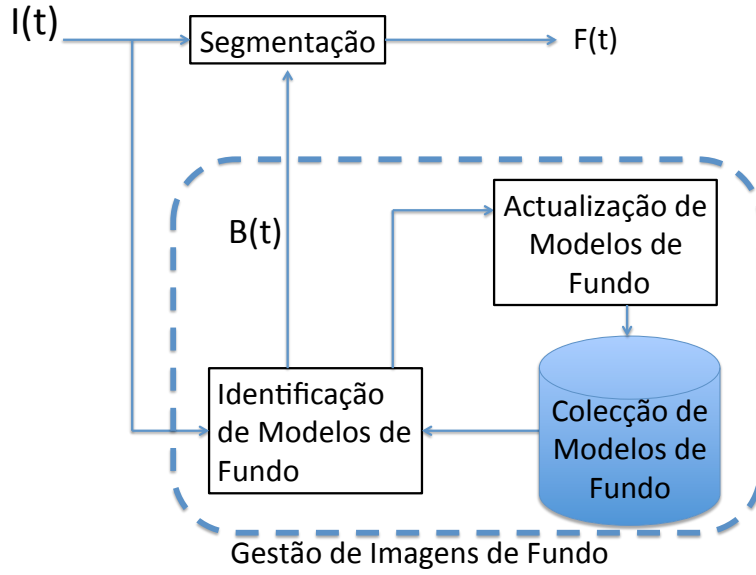 I(t)
Segmentação
F(t)
B(t)
Actualização de
Modelos de
Fundo
Identificação
de Modelos de
Fundo
Colecção de
Modelos de
Fundo
Gestão de Imagens de Fundo